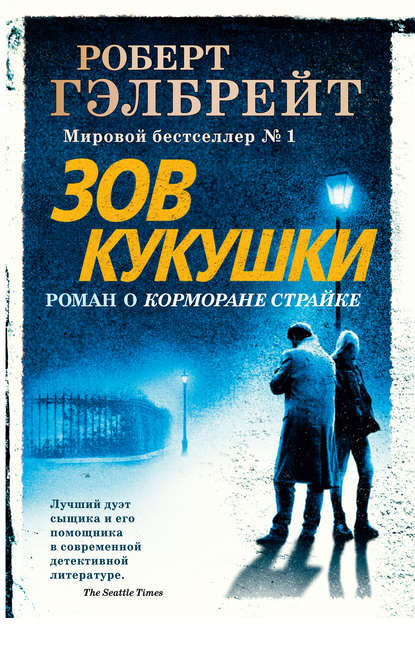 РОБЕРТ
ГЭЛБРЕЙТ
Мировой бестселлер № 1
ЗОВ
КУКУШКИ
РОМАН О КОРМОРАНЕ СТРАЙКЕ
Лучший дуэт
сыщика и его
помощника
в современной
детективной
литературе.
The Seattle Times